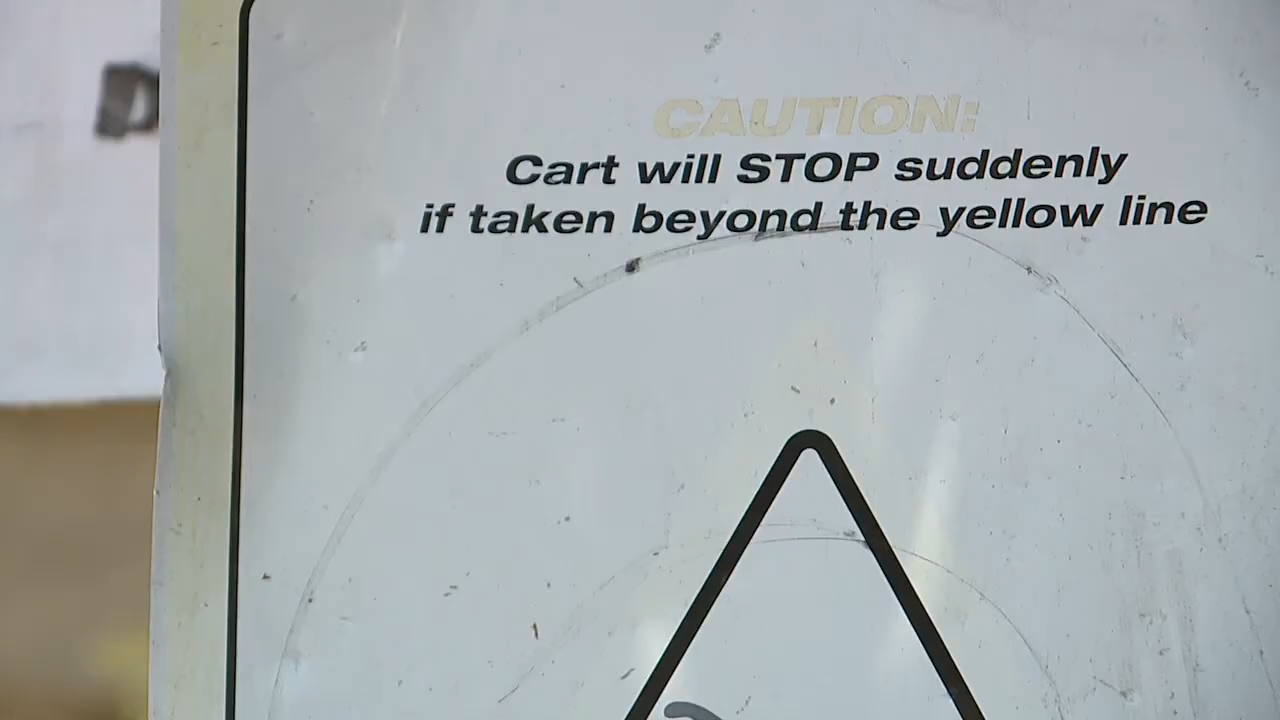 CAUTION:
Cart will STOP suddenly
if taken beyond the yellow line
D